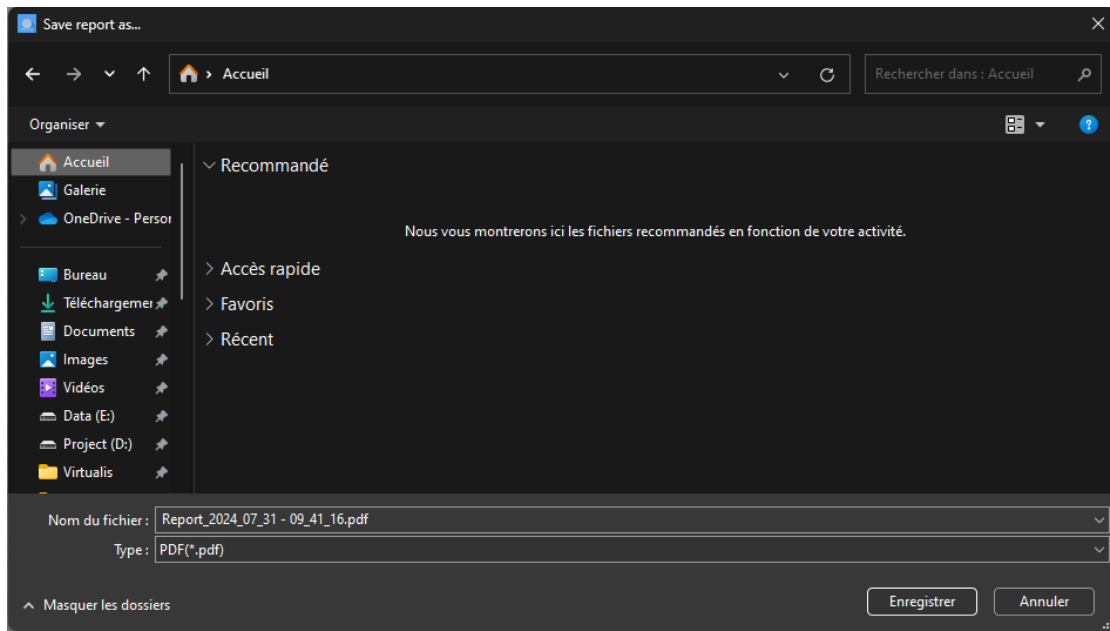 Save report as...
Accueil
Rechercher dans : Accueil
Organiser
Accueil
Galerie
OneDrive - Persor
Bureau
Téléchargemer
Documents
Images
Vidéos
Data (E:)
Project (D:)
Virtualis
Recommandé
Nous vous montrerons ici les fichiers recommandés en fonction de votre activité.
Accès rapide
Favoris
Récent
Nom du fichier : Report_2024_07_31 - 09_41_16.pdf
Type : PDF(*.pdf)
Masquer les dossiers
Enregistrer
Annuler